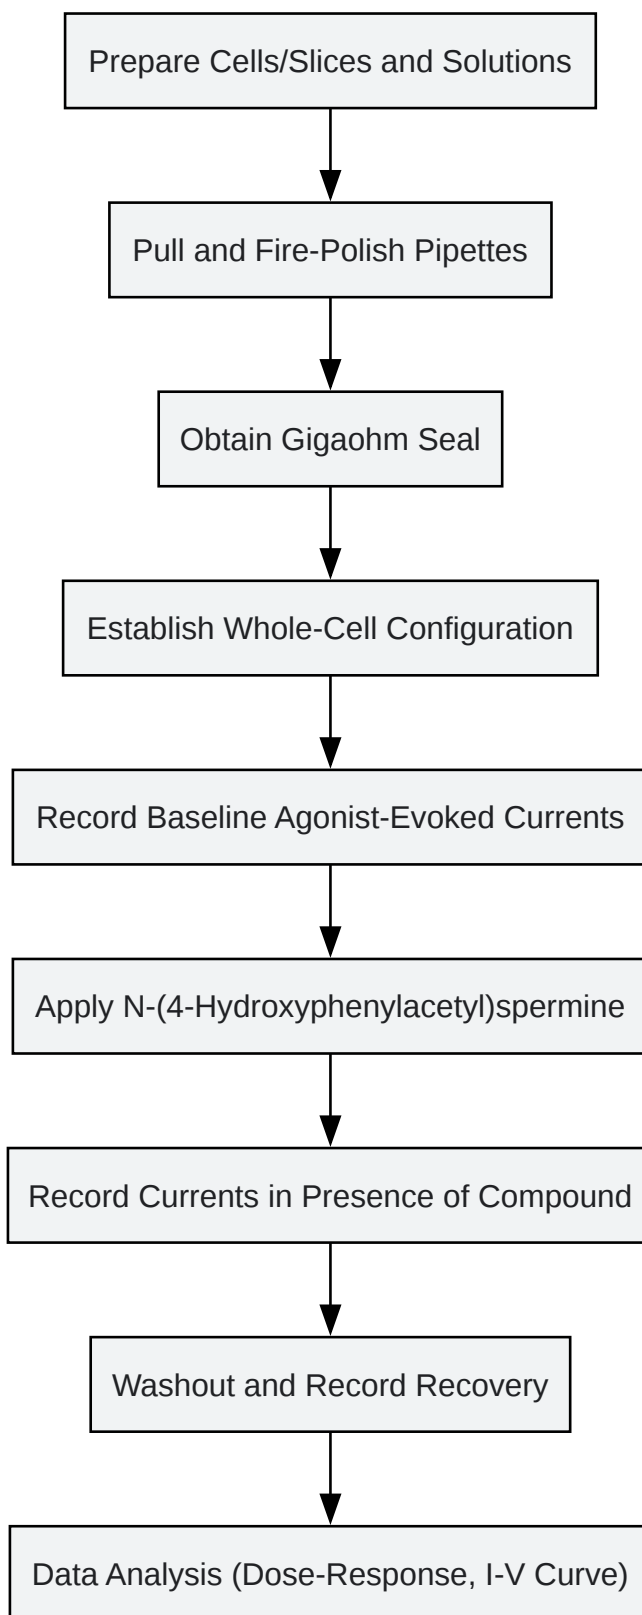 Prepare Cells/Slices and Solutions
Pull and Fire-Polish Pipettes
Obtain Gigaohm Seal
Establish Whole-Cell Configuration
Record Baseline Agonist-Evoked Currents
Apply N-(4-Hydroxyphenylacetyl)spermine
Record Currents in Presence of Compound
Washout and Record Recovery
Data Analysis (Dose-Response, I-V Curve)